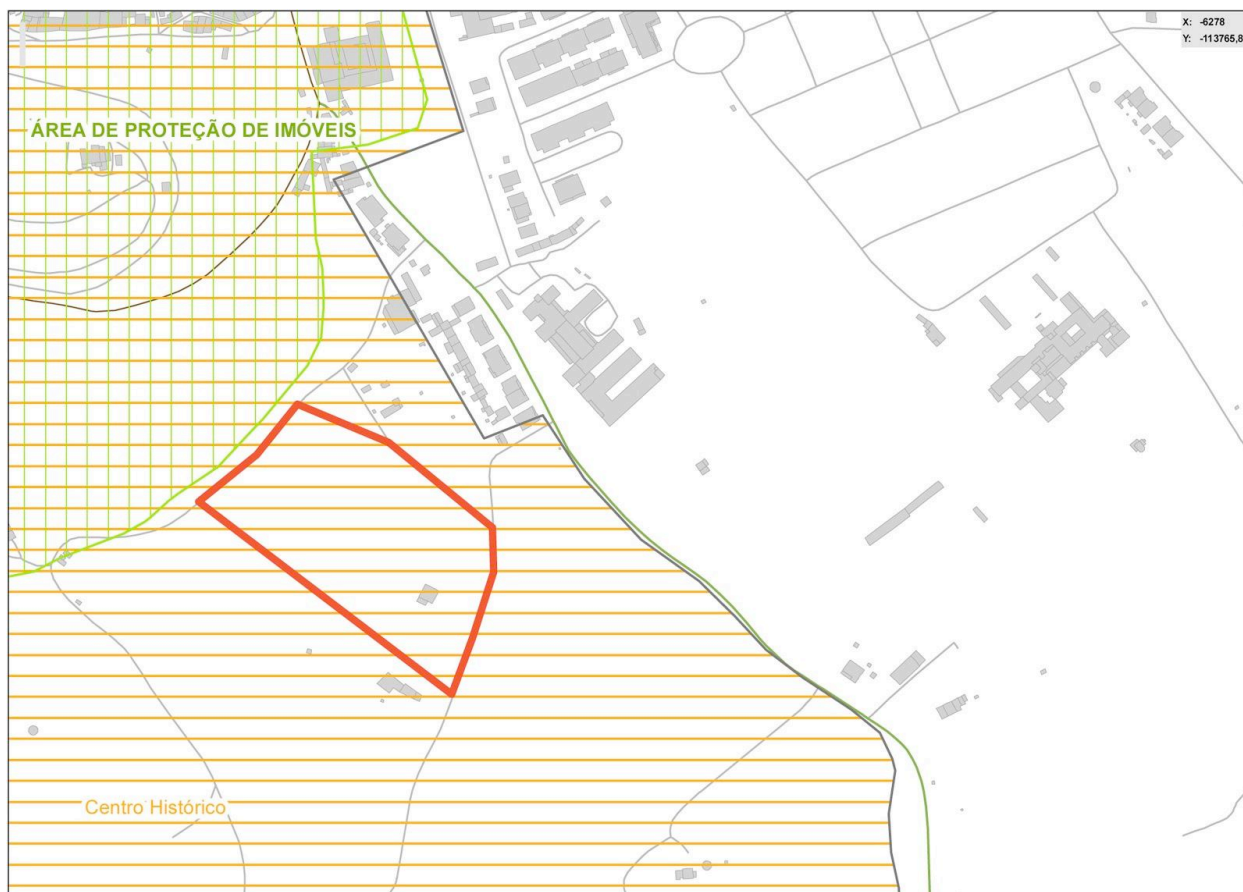 X: -6278
Y: -113765,8
ÁREA DE PROTEÇÃO DE IMÓVEIS
Centro Histórico